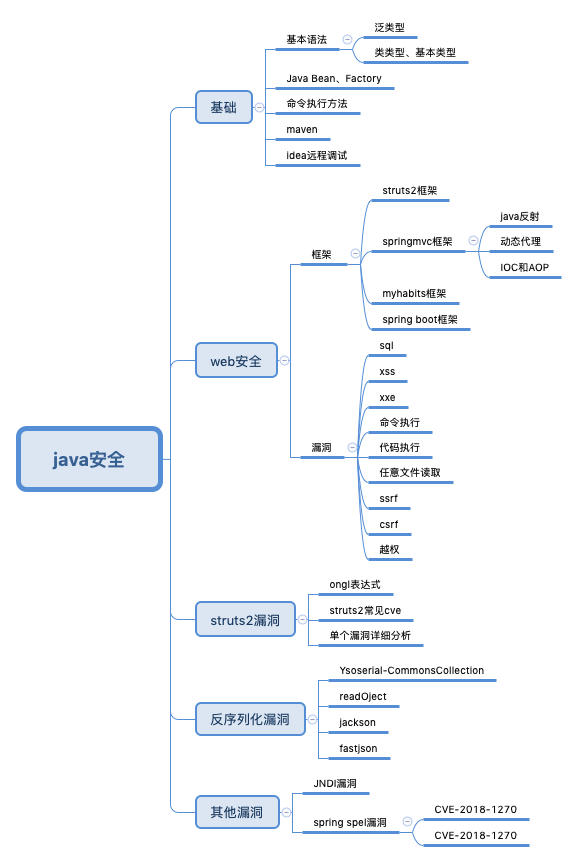 java安全
基础
基本语法
泛类型
类类型、基本类型
Java Bean、Factory
命令执行方法
maven
idea远程调试
web安全
框架
struts2框架
springmvc框架
java反射
动态代理
IOC和AOP
myhabits框架
spring boot框架
漏洞
sql
xss
xxe
命令执行
代码执行
任意文件读取
ssrf
csrf
越权
struts2漏洞
ongl表达式
struts2常见cve
单个漏洞详细分析
反序列化漏洞
Ysoserial-CommonsCollection
readOject
jackson
fastjson
其他漏洞
JNDI漏洞
spring spel漏洞
CVE-2018-1270
CVE-2018-1270